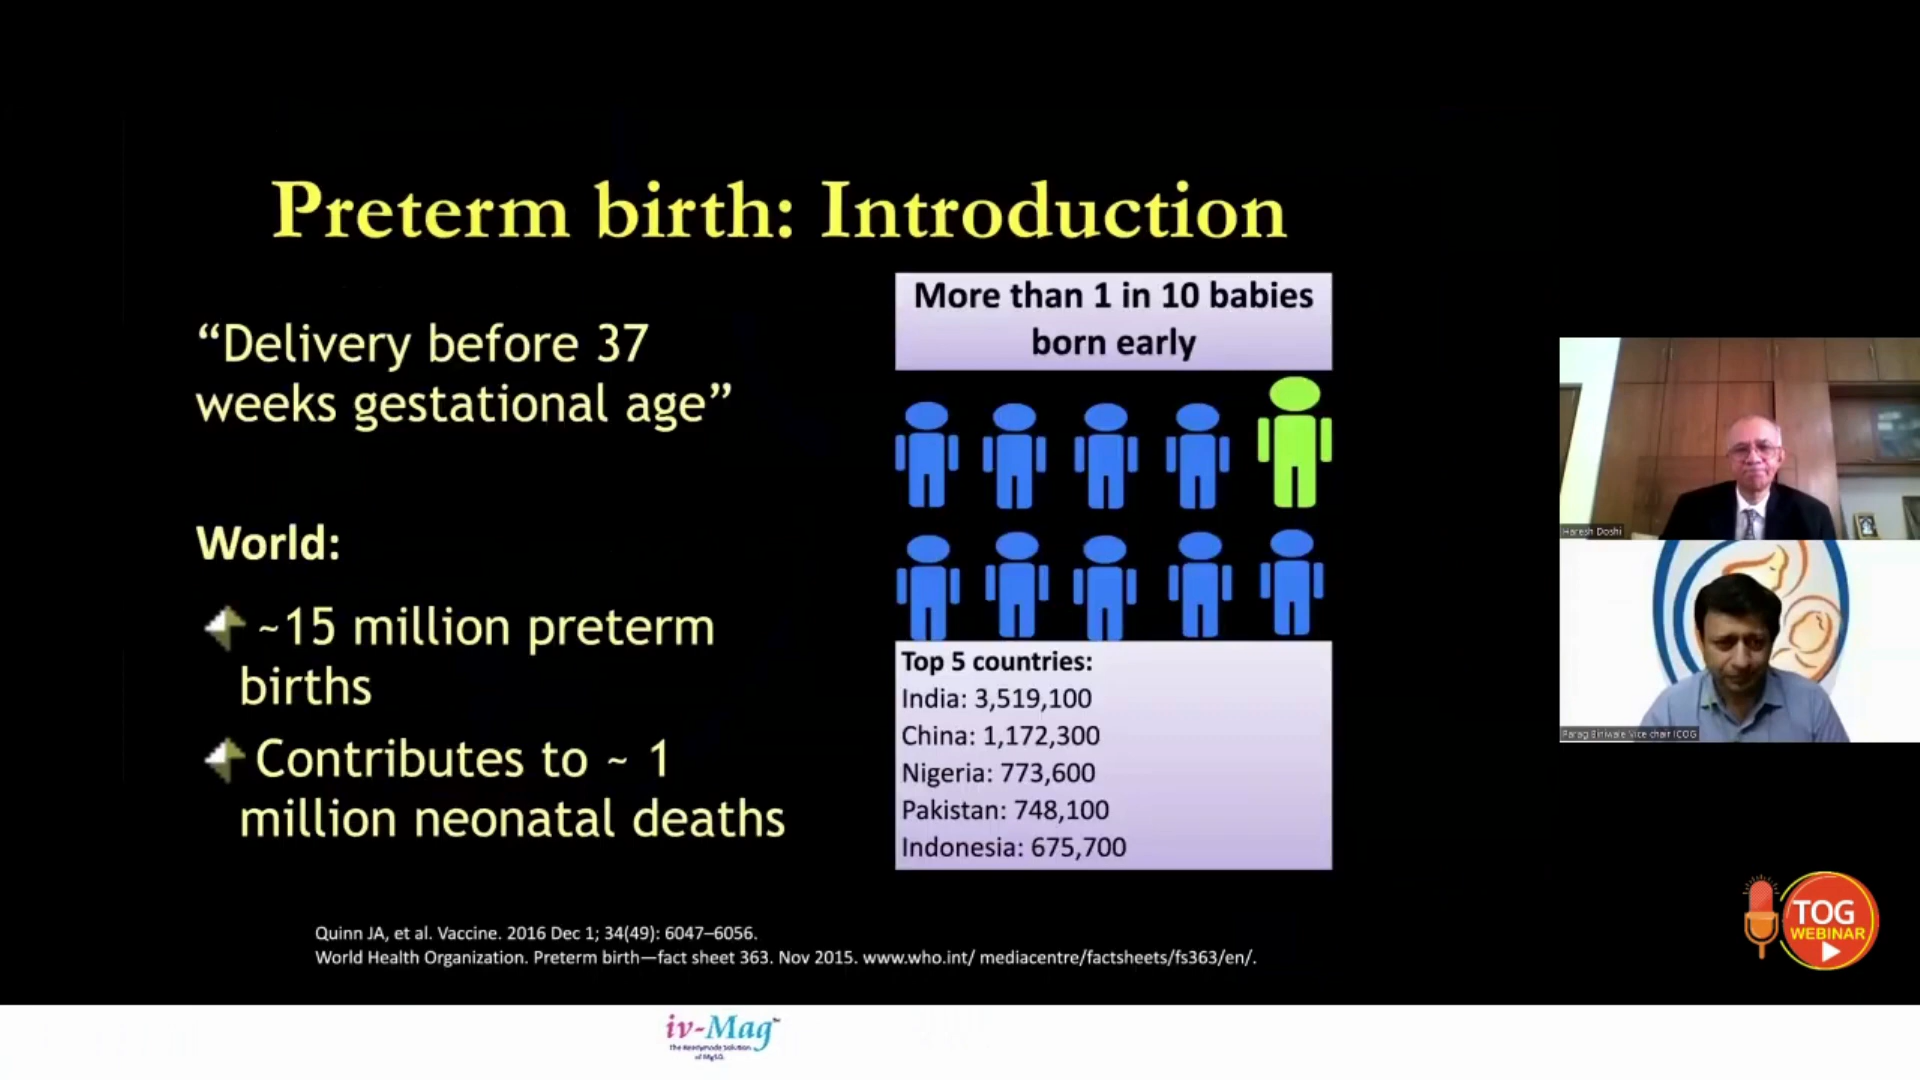 Preterm birth: Introduction
“Delivery before 37
weeks gestational age”
World:
~15 million preterm
births
Contributes to ~ 1
million neonatal deaths
More than 1 in 10 babies
born early
Top 5 countries:
India: 3,519,100
China: 1,172,300
Nigeria: 773,600
Pakistan: 748,100
Indonesia: 675,700
Quinn JA, et al. Vaccine. 2016 Dec 1; 34(49): 6047–6056.
World Health Organization. Preterm birth—fact sheet 363. Nov 2015. www.who.int/ mediacentre/factsheets/fs363/en/.
Haresh Doshi
Parag Biniwale Vice chair ICOG
TOG
WEBINAR
iv-Mag™
The Readymade Solution
of MgSO₄